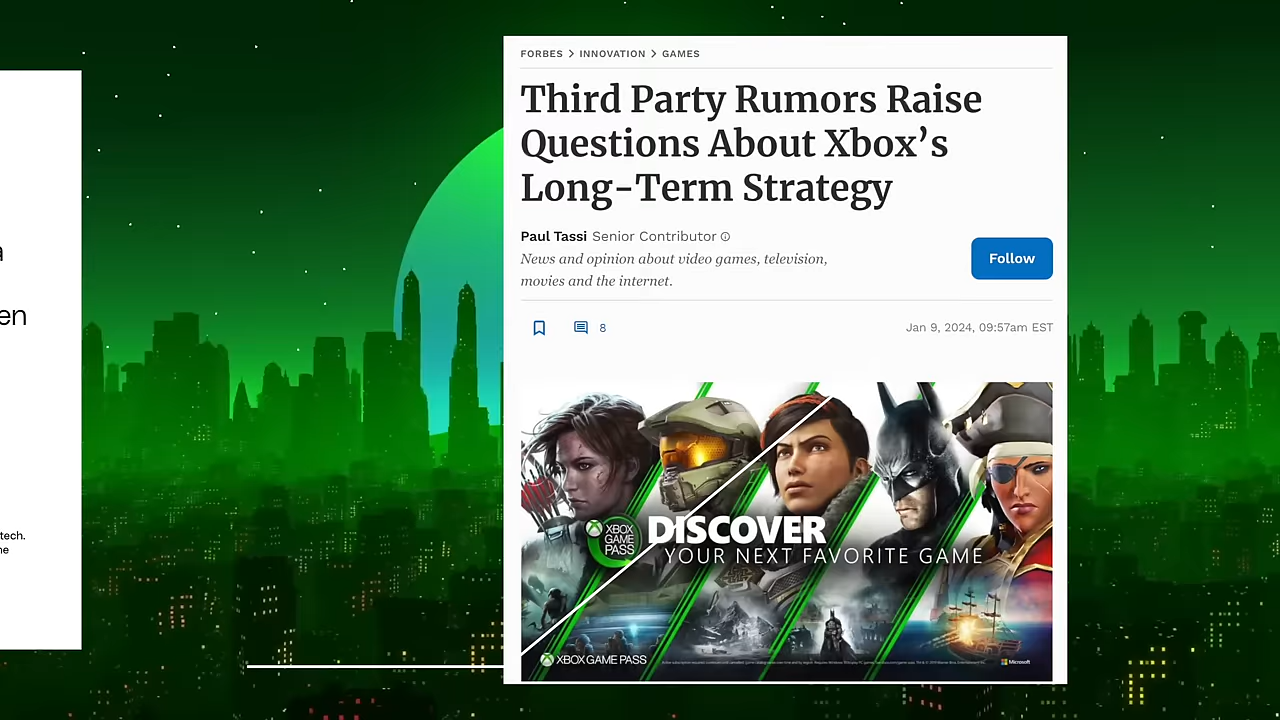 en
tech.
FORBES > INNOVATION > GAMES
Third Party Rumors Raise
Questions About Xbox’s
Long-Term Strategy
Paul Tassi Senior Contributor
News and opinion about video games, television,
movies and the internet.
Follow
8
Jan 9, 2024, 09:57am EST
XBOX
GAME
PASS
DISCOVER
YOUR NEXT FAVORITE GAME
XBOX GAME PASS
Microsoft